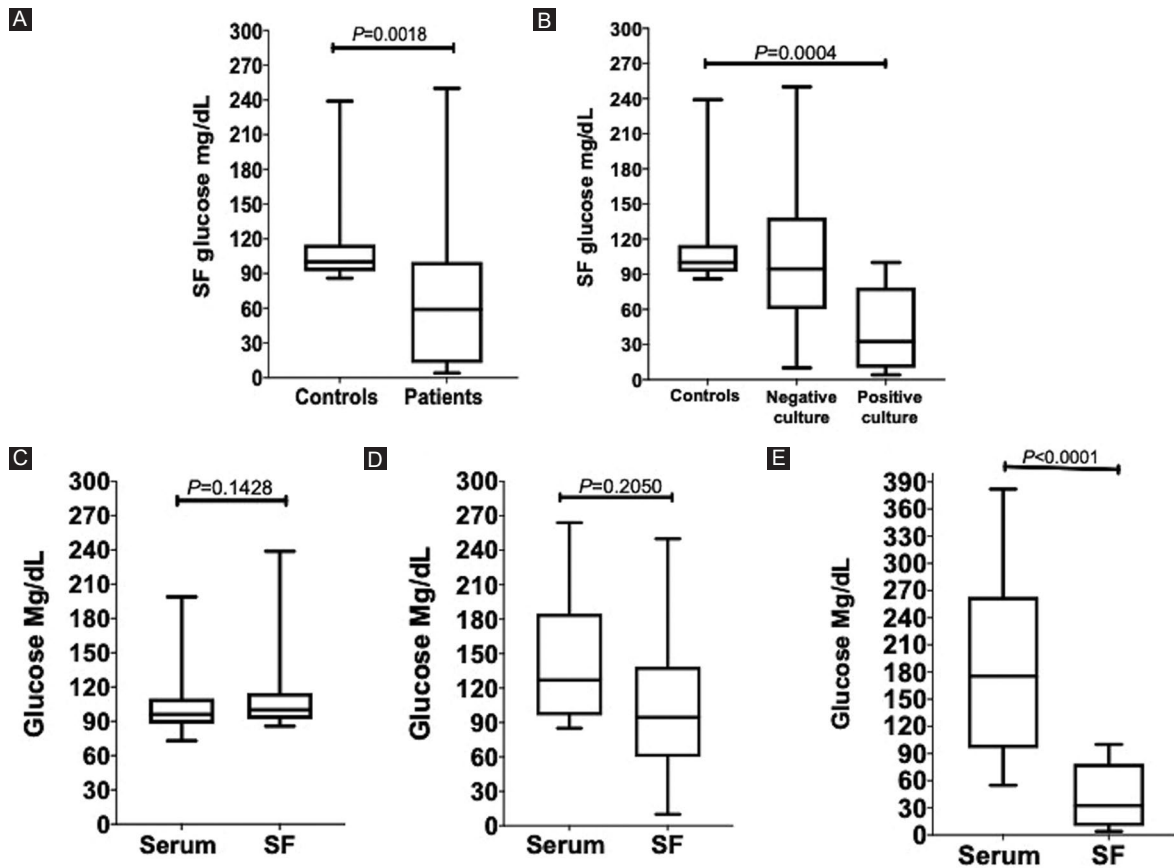 A
SF glucose mg/dL
300
270
240
210
180
150
120
90
60
30
0
P=0.0018
Controls Patients
B
SF glucose mg/dL
300
270
240
210
180
150
120
90
60
30
0
P=0.0004
Controls Negative culture Positive culture
C
Glucose Mg/dL
300
270
240
210
180
150
120
90
60
30
0
P=0.1428
Serum SF
D
Glucose Mg/dL
300
270
240
210
180
150
120
90
60
30
0
P=0.2050
Serum SF
E
Glucose Mg/dL
390
360
330
300
270
240
210
180
150
120
90
60
30
0
P<0.0001
Serum SF